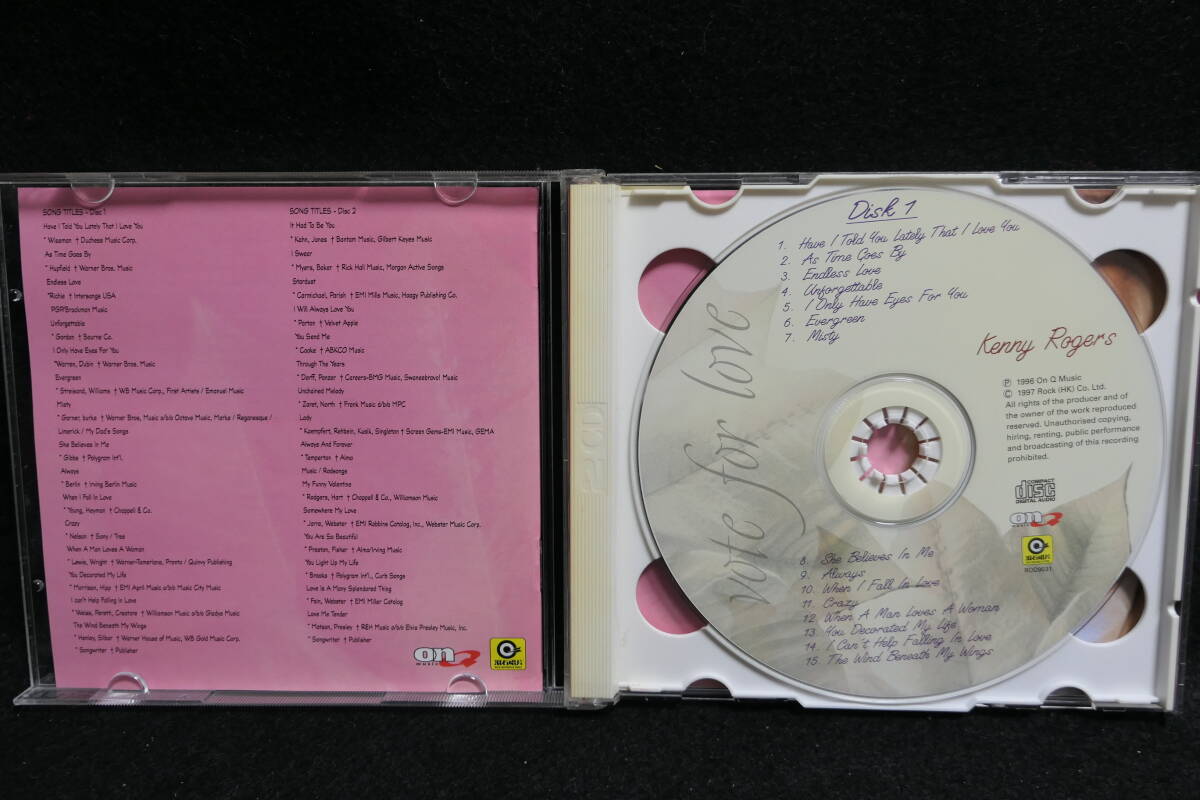 SONG TITLES - Disc 1
Have I Told You Lately That I Love You
* Wiseman † Duchess Music Corp.
As Time Goes By
* Hupfield † Warner Bros. Music
Endless Love
*Richie † Intersongs USA
PGP/Brockman Music
Unforgettable
* Gordon † Bourne Co.
I Only Have Eyes For You
*Warren, Dubin † Warner Bros. Music
Evergreen
* Streisand, Williams † WB Music Corp., First Artists / Emanuel Music
Misty
* Garner, burke † Warner Bros, Music a/b/o Octave Music, Marke / Reganesque /
Limerick / My Dad's Songs
She Believes In Me
* Gibbs † Polygram Int'l.
Always
* Berlin † Irving Berlin Music
When I Fall In Love
* Young, Heyman † Chappell & Co.
Crazy
* Nelson † Sony / Tree
When A Man Loves A Woman
* Lewis, Wright † Warner-Tamerlane, Pronto / Quinvy Publishing
You Decorated My Life
* Morrison, Hipp † EMI April Music o/b/o Music City Music
I can't Help Falling In Love
* Weiss, Peretti, Creatore † Williamson Music o/b/o Gladys Music
The Wind Beneath My Wings
* Henley, Silbar † Warner House of Music, WB Gold Music Corp.
* Songwriter † Publisher
SONG TITLES - Disc 2
It Had To Be You
* Kahn, Jones † Bantam Music, Gilbert Keyes Music
I Swear
* Myers, Baker † Rick Hall Music, Morgan Active Songs
Stardust
* Carmichael, Parish † EMI Mills Music, Hoagy Publishing Co.
I Will Always Love You
* Parton † Velvet Apple
You Send Me
* Cooke † ABKCO Music
Through The Years
* Dorff, Panzer † Careers-BMG Music, Swaneebravo! Music
Unchained Melody
* Zaret, North † Frank Music o/b/o MPC
Lady
* Kaempfert, Rehbein, Kusik, Singleton † Screen Gems-EMI Music, GEMA
Always And Forever
* Temperton † Almo
Music / Rodsongs
My Funny Valentine
* Rodgers, Hart † Chappell & Co., Williamson Music
Somewhere My Love
* Jarre, Webster † EMI Robbins Catalog, Inc., Webster Music Corp.
You Are So Beautiful
* Preston, Fisher † Almo/Irving Music
You Light Up My Life
* Brooks † Polygram Int'l., Curb Songs
Love Is A Many Splendored Thing
* Fain, Webster † EMI Miller Catalog
Love Me Tender
* Matson, Presley † R&H Music o/b/o Elvis Presley Music, Inc.
* Songwriter † Publisher
on Q
music
2CD
Disk 1
1. Have I Told You Lately That I Love You
2. As Time Goes By
3. Endless Love
4. Unforgettable
5. I Only Have Eyes For You
6. Evergreen
7. Misty
vote for love
Kenny Rogers
Ⓟ 1996 On Q Music
© 1997 Rock (HK) Co. Ltd.
All rights of the producer and of
the owner of the work reproduced
reserved. Unauthorised copying,
hiring, renting, public performance
and broadcasting of this recording
prohibited.
COMPACT
disc
DIGITAL AUDIO
on Q
music
ROD9031
8. She Believes In Me
9. Always
10. When I Fall In Love
11. Crazy
12. When A Man Loves A Woman
13. You Decorated My Life
14. I Can't Help Falling In Love
15. The Wind Beneath My Wings